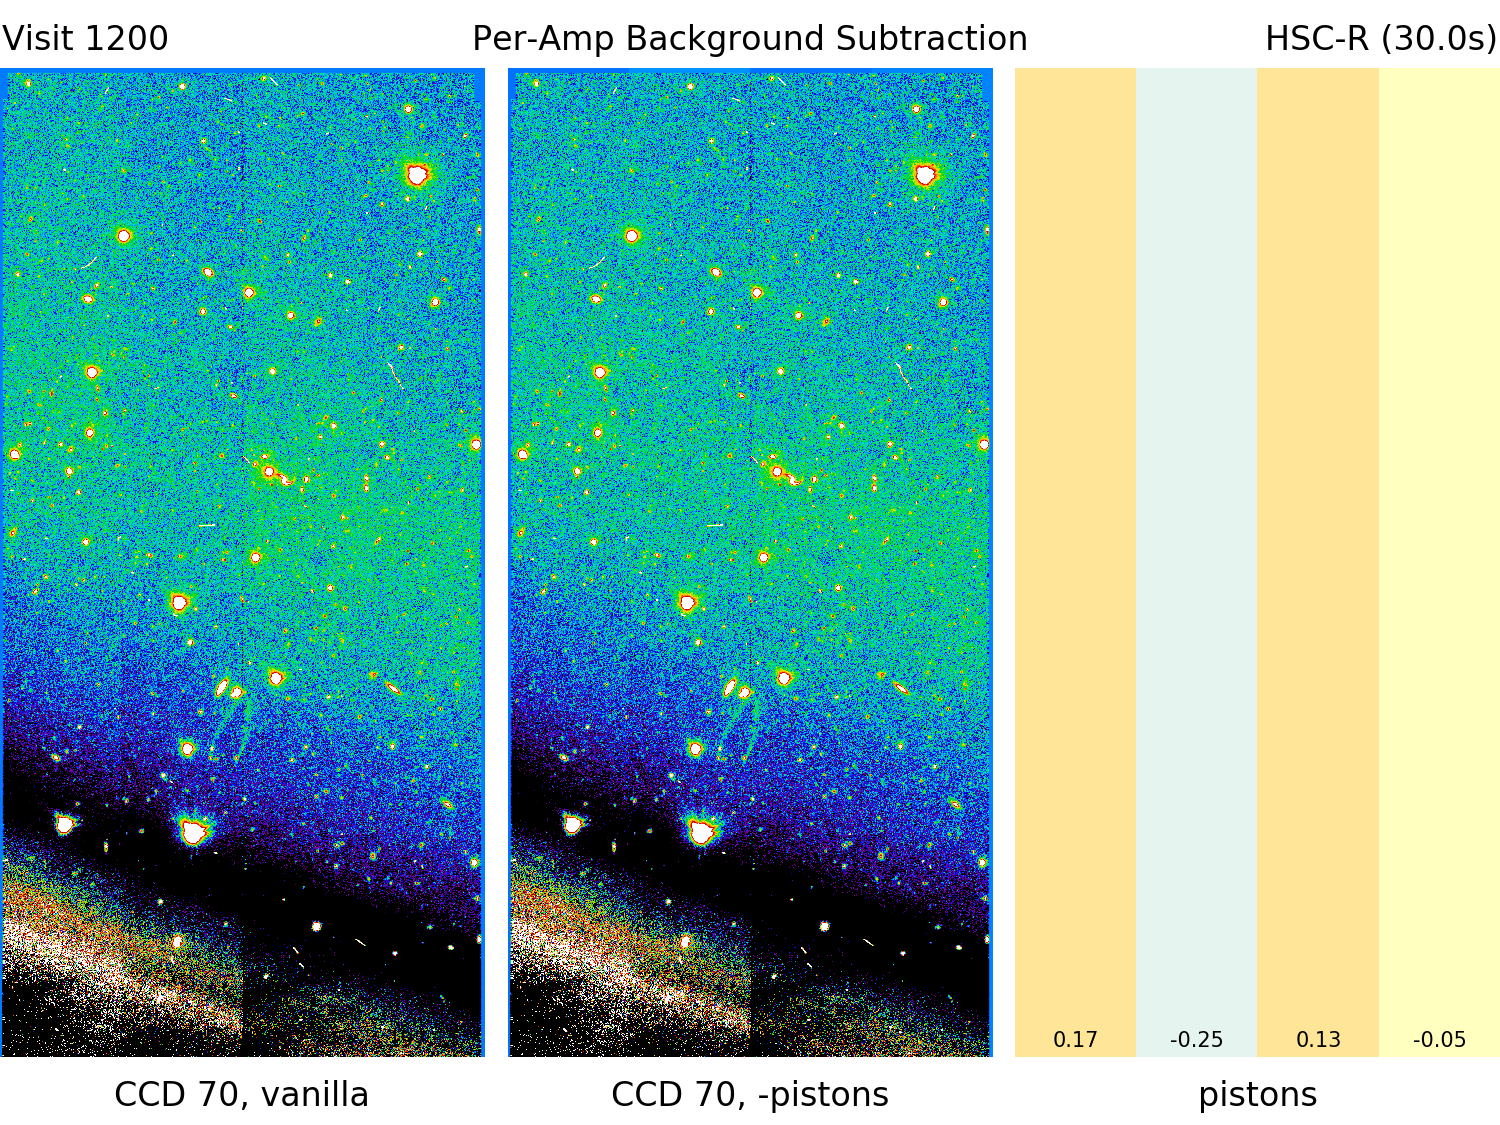 Visit 1200 Per-Amp Background Subtraction HSC-R (30.0s)
0.17 -0.25 0.13 -0.05
CCD 70, vanilla CCD 70, -pistons pistons